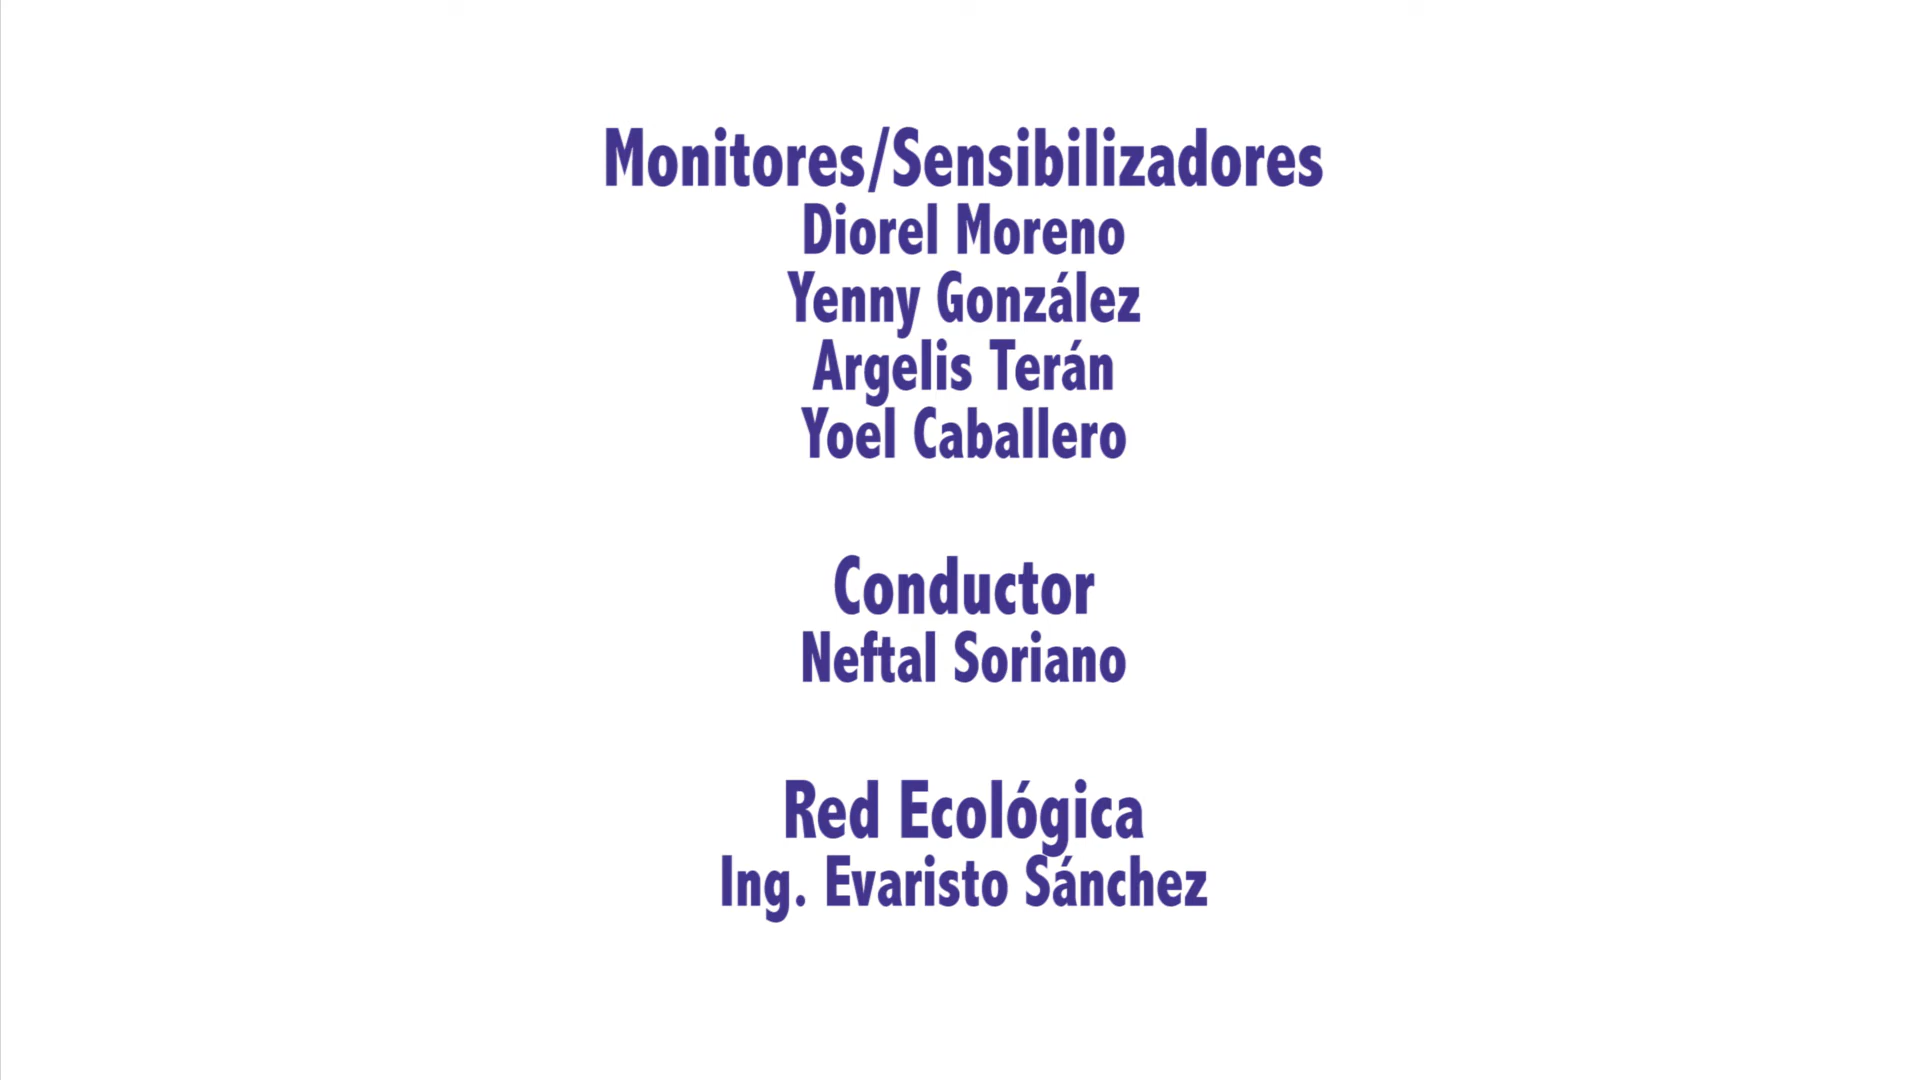 Monitores/Sensibilizadores
Diorel Moreno
Yenny González
Argelis Terán
Yoel Caballero
Conductor
Neftal Soriano
Red Ecológica
Ing. Evaristo Sánchez